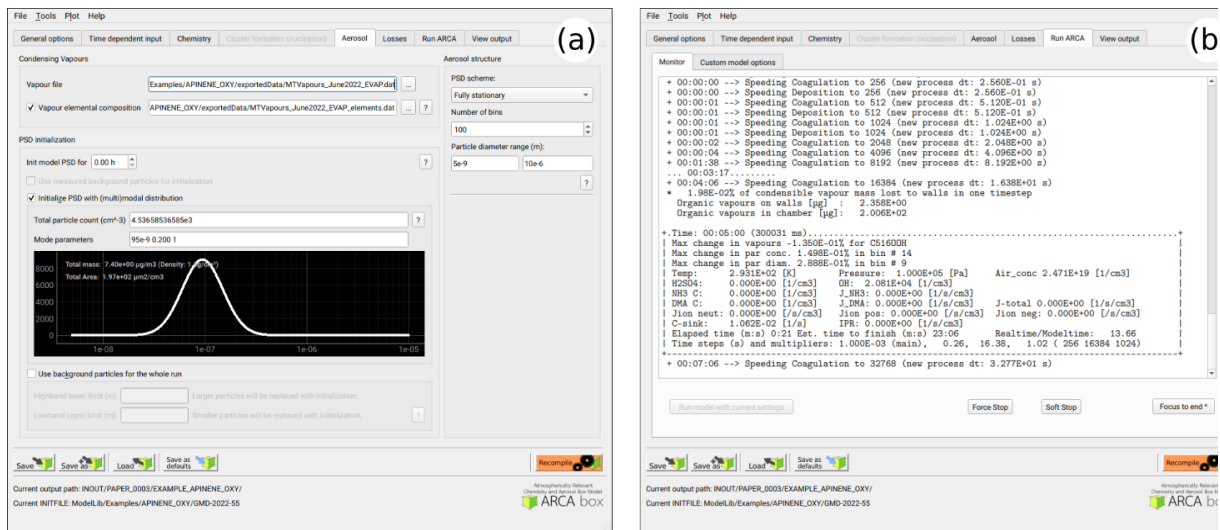 File Tools Plot Help
(a)
General options Time dependent input Chemistry Cluster formation (nucleation) Aerosol Losses Run ARCA View output
Condensing Vapours
Vapour file Examples/APINENE_OXY/exportedData/MTVapours_June2022_EVAP.dat ...
Vapour elemental composition APINENE_OXY/exportedData/MTVapours_June2022_EVAP_elements.dat ... ?
PSD initialization
Init model PSD for 0.00 h ?
Use measured background particles for initialization
Initialize PSD with (multi)modal distribution
Total particle count (cm^-3) 4.53658536585e3 ?
Mode parameters 95e-9 0.200 1
Total mass: 7.40e+00 μg/m3 (Density: 1.
Total Area: 1.97e+02 μm2/cm3
8000
6000
4000
2000
0
1e-08 1e-07 1e-06 1e-05
Use background particles for the whole run
Highband lower limit (m) Larger particles will be replaced with initialization.
Lowband upper limit (m) Smaller particles will be replaced with initialization. ?
Aerosol structure
PSD scheme:
Fully stationary
Number of bins
100
Particle diameter range (m):
5e-9 10e-6
?
Save Save as Load Save as defaults Recompile
Current output path: INOUT/PAPER_0003/EXAMPLE_APINENE_OXY/
Current INITFILE: ModelLib/Examples/APINENE_OXY/GMD-2022-55
Atmospherically Relevant
Chemistry and Aerosol Box Model
ARCA box
File Tools Plot Help
(b
General options Time dependent input Chemistry Cluster formation (nucleation) Aerosol Losses Run ARCA View output
Monitor Custom model options
+ 00:00:00 --> Speeding Coagulation to 256 (new process dt: 2.560E-01 s)
+ 00:00:00 --> Speeding Deposition to 256 (new process dt: 2.560E-01 s)
+ 00:00:01 --> Speeding Coagulation to 512 (new process dt: 5.120E-01 s)
+ 00:00:01 --> Speeding Deposition to 512 (new process dt: 5.120E-01 s)
+ 00:00:01 --> Speeding Coagulation to 1024 (new process dt: 1.024E+00 s)
+ 00:00:01 --> Speeding Deposition to 1024 (new process dt: 1.024E+00 s)
+ 00:00:02 --> Speeding Coagulation to 2048 (new process dt: 2.048E+00 s)
+ 00:00:04 --> Speeding Coagulation to 4096 (new process dt: 4.096E+00 s)
+ 00:01:38 --> Speeding Coagulation to 8192 (new process dt: 8.192E+00 s)
... 00:03:17.........
+ 00:04:06 --> Speeding Coagulation to 16384 (new process dt: 1.638E+01 s)
* 1.98E-02% of condensible vapour mass lost to walls in one timestep
Organic vapours on walls [μg] : 2.358E+00
Organic vapours in chamber [μg]: 2.006E+02
+.Time: 00:05:00 (300031 ms)..................................................+
| Max change in vapours -1.350E-01% for C516OOH |
| Max change in par conc. 1.498E-01% in bin # 14 |
| Max change in par diam. 2.888E-01% in bin # 9 |
| Temp: 2.931E+02 [K] Pressure: 1.000E+05 [Pa] Air_conc 2.471E+19 [1/cm3] |
| H2SO4: 0.000E+00 [1/cm3] OH: 2.081E+04 [1/cm3] |
| NH3 C: 0.000E+00 [1/cm3] J_NH3: 0.000E+00 [1/s/cm3] |
| DMA C: 0.000E+00 [1/cm3] J_DMA: 0.000E+00 [1/s/cm3] J-total 0.000E+00 [1/s/cm3] |
| Jion neut: 0.000E+00 [/s/cm3] Jion pos: 0.000E+00 [/s/cm3] Jion neg: 0.000E+00 [/s/cm3] |
| C-sink: 1.062E-02 [1/s] IPR: 0.000E+00 [1/s/cm3] |
| Elapsed time (m:s) 0:21 Est. time to finish (m:s) 23:06 Realtime/Modeltime: 13.66 |
| Time steps (s) and multipliers: 1.000E-03 (main), 0.26, 16.38, 1.02 ( 256 16384 1024) |
+ 00:07:06 --> Speeding Coagulation to 32768 (new process dt: 3.277E+01 s)
Run model with current settings Force Stop Soft Stop Focus to end *
Save Save as Load Save as defaults Recompile
Current output path: INOUT/PAPER_0003/EXAMPLE_APINENE_OXY/
Current INITFILE: ModelLib/Examples/APINENE_OXY/GMD-2022-55
Atmospherically Relevant
Chemistry and Aerosol Box Model
ARCA box